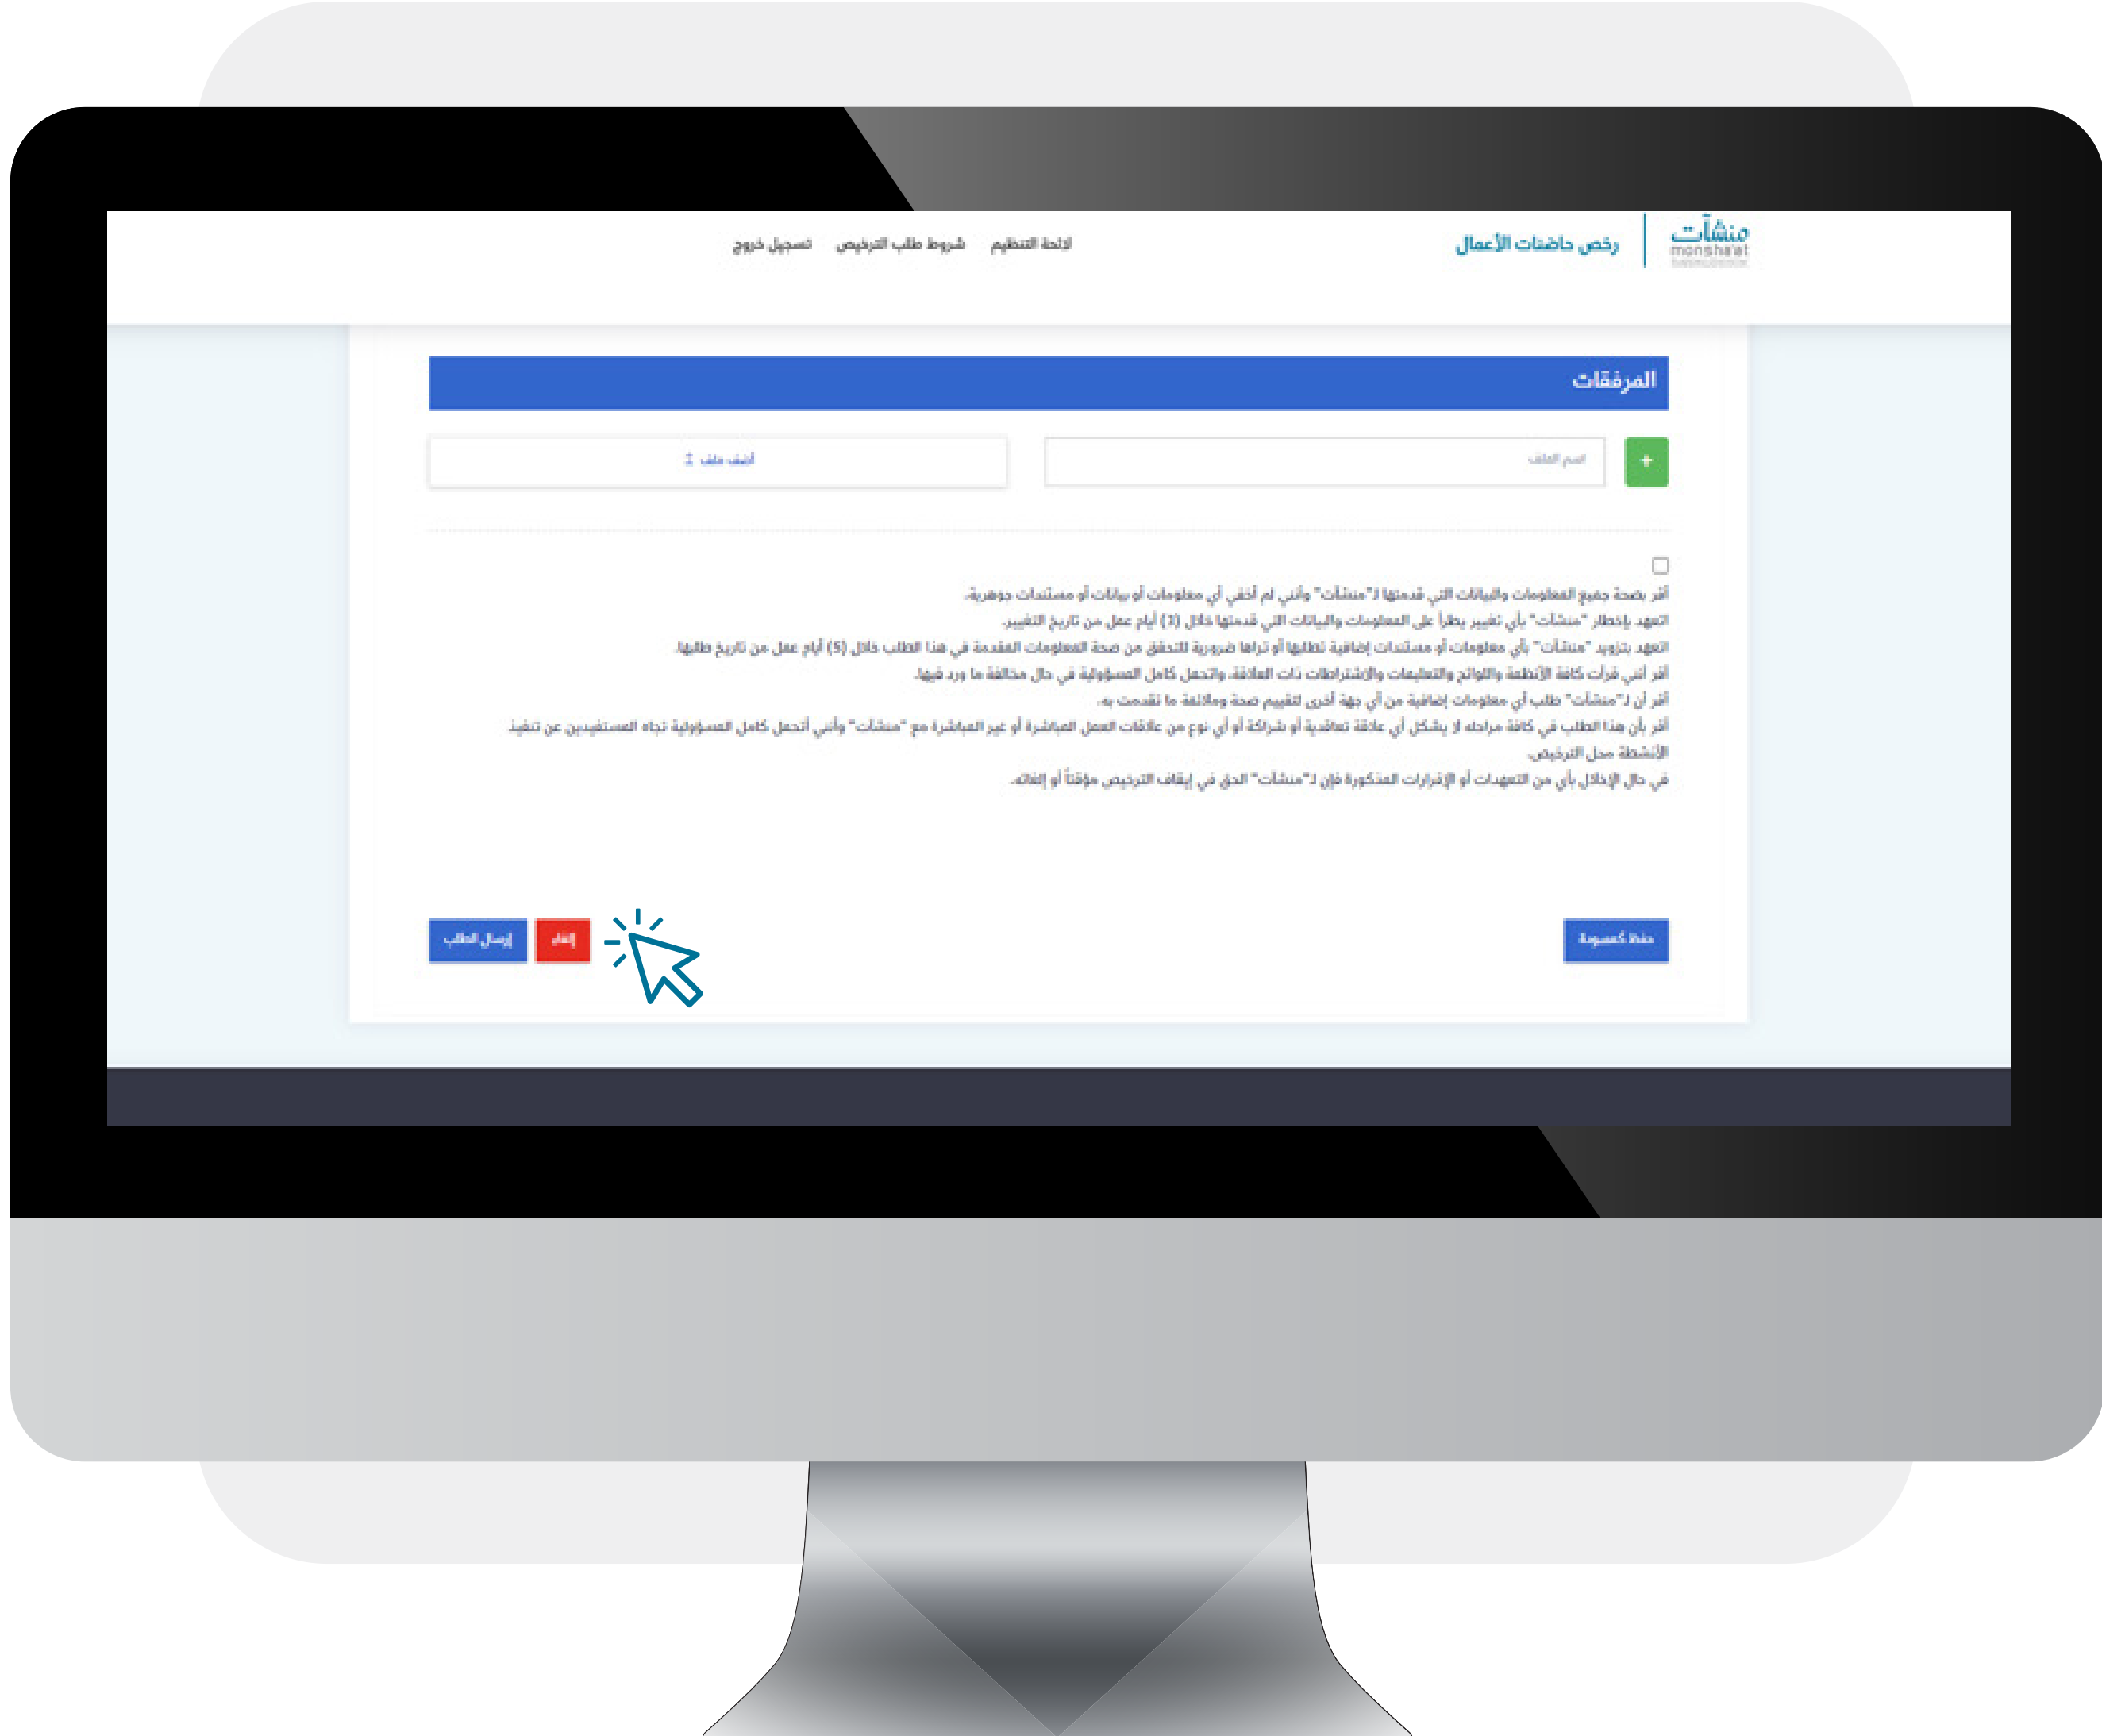 منشآت
monsha'at
رخص حاضنات الأعمال
لائحة التنظيم شروط طلب الترخيص تسجيل خروج
المرفقات
+ اسم الملف أضف ملف
أقر بصحة جميع المعلومات والبيانات التي قدمتها لـ"منشآت" وأنني لم أخفي أي معلومات أو بيانات أو مستندات جوهرية.
اتعهد بإخطار "منشآت" بأي تغيير يطرأ على المعلومات والبيانات التي قدمتها خلال (3) أيام عمل من تاريخ التغيير.
اتعهد بتزويد "منشآت" بأي معلومات أو مستندات إضافية تطلبها أو تراها ضرورية للتحقق من صحة المعلومات المقدمة في هذا الطلب خلال (5) أيام عمل من تاريخ طلبها.
أقر أنني قرأت كافة الأنظمة واللوائح والتعليمات والاشتراطات ذات العلاقة، واتحمل كامل المسؤولية في حال مخالفة ما ورد فيها.
أقر أن لـ"منشآت" طلب أي معلومات إضافية من أي جهة أخرى لتقييم صحة وملائمة ما تقدمت به.
أقر بأن هذا الطلب في كافة مراحله لا يشكل أي علاقة تعاقدية أو شراكة أو أي نوع من علاقات العمل المباشرة أو غير المباشرة مع "منشآت" وأنني أتحمل كامل المسؤولية تجاه المستفيدين عن تنفيذ
الأنشطة محل الترخيص.
في حال الإخلال بأي من التعهدات أو الإقرارات المذكورة فإن لـ"منشآت" الحق في إيقاف الترخيص مؤقتاً أو إلغائه.
حفظ كمسودة إلغاء إرسال الطلب